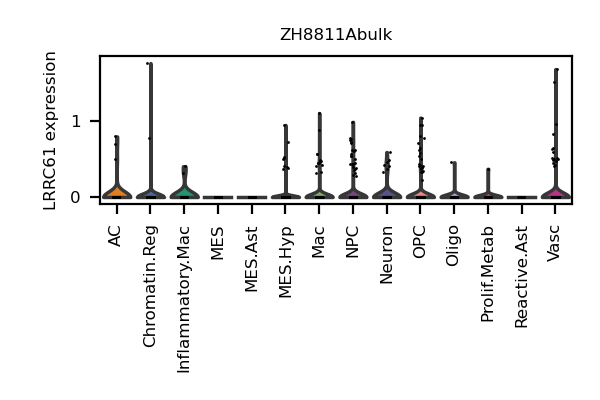 ZH8811Abulk
LRRC61 expression
1
0
AC
Chromatin.Reg
Inflammatory.Mac
MES
MES.Ast
MES.Hyp
Mac
NPC
Neuron
OPC
Oligo
Prolif.Metab
Reactive.Ast
Vasc